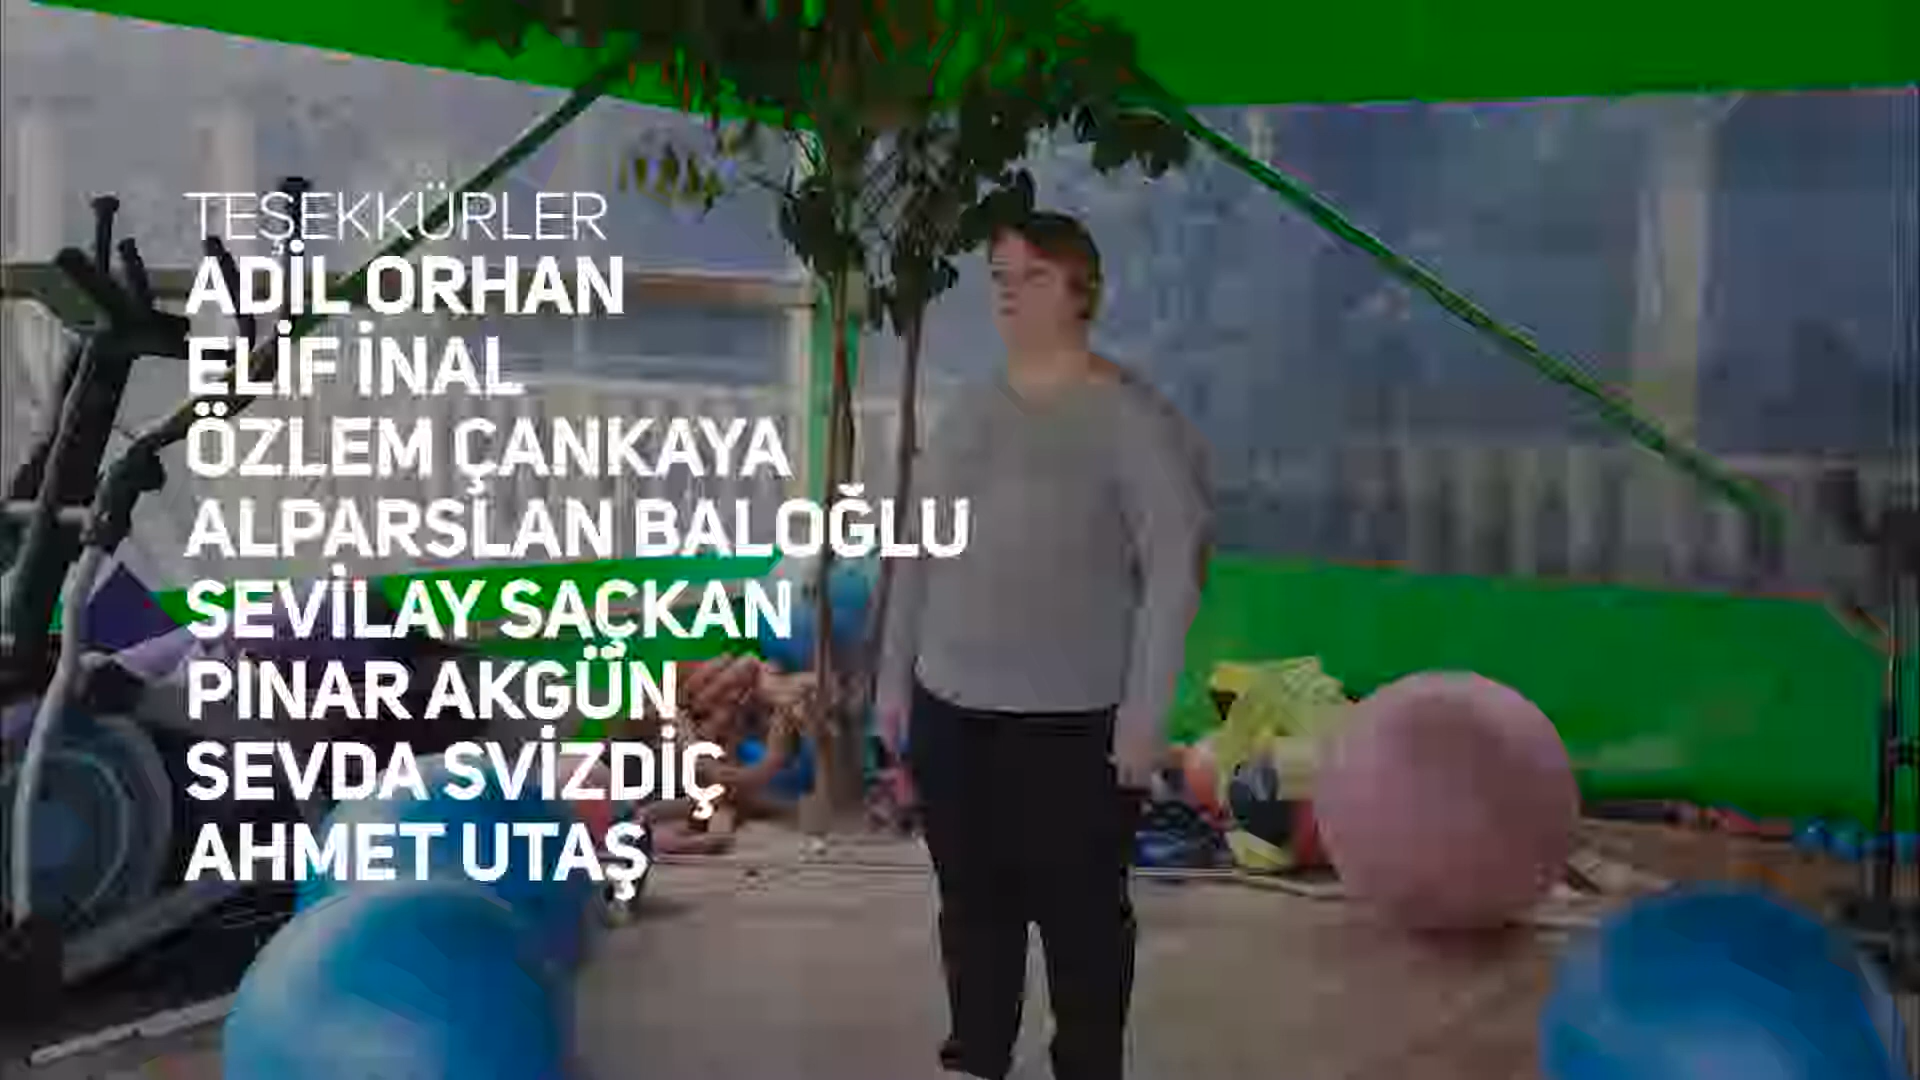 TEŞEKKÜRLER
ADİL ORHAN
ELİF İNAL
ÖZLEM ÇANKAYA
ALPARSLAN BALOĞLU
SEVİLAY SAÇKAN
PINAR AKGÜN
SEVDA SVİZDİÇ
AHMET UTAŞ